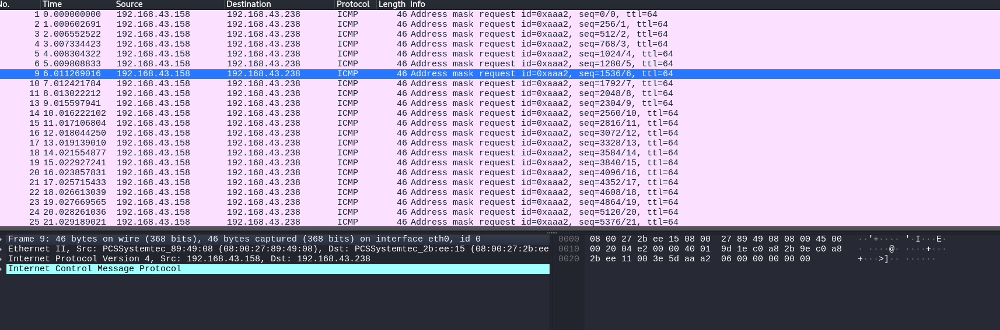 No. Time Source Destination Protocol Length Info
1 0.000000000 192.168.43.158 192.168.43.238 ICMP 46 Address mask request id=0xaaa2, seq=0/0, ttl=64
2 1.000602691 192.168.43.158 192.168.43.238 ICMP 46 Address mask request id=0xaaa2, seq=256/1, ttl=64
3 2.006552522 192.168.43.158 192.168.43.238 ICMP 46 Address mask request id=0xaaa2, seq=512/2, ttl=64
4 3.007334423 192.168.43.158 192.168.43.238 ICMP 46 Address mask request id=0xaaa2, seq=768/3, ttl=64
5 4.008304322 192.168.43.158 192.168.43.238 ICMP 46 Address mask request id=0xaaa2, seq=1024/4, ttl=64
6 5.009808833 192.168.43.158 192.168.43.238 ICMP 46 Address mask request id=0xaaa2, seq=1280/5, ttl=64
9 6.011269016 192.168.43.158 192.168.43.238 ICMP 46 Address mask request id=0xaaa2, seq=1536/6, ttl=64
10 7.012421784 192.168.43.158 192.168.43.238 ICMP 46 Address mask request id=0xaaa2, seq=1792/7, ttl=64
11 8.013022212 192.168.43.158 192.168.43.238 ICMP 46 Address mask request id=0xaaa2, seq=2048/8, ttl=64
13 9.015597941 192.168.43.158 192.168.43.238 ICMP 46 Address mask request id=0xaaa2, seq=2304/9, ttl=64
14 10.016222102 192.168.43.158 192.168.43.238 ICMP 46 Address mask request id=0xaaa2, seq=2560/10, ttl=64
15 11.017106804 192.168.43.158 192.168.43.238 ICMP 46 Address mask request id=0xaaa2, seq=2816/11, ttl=64
16 12.018044250 192.168.43.158 192.168.43.238 ICMP 46 Address mask request id=0xaaa2, seq=3072/12, ttl=64
17 13.019139010 192.168.43.158 192.168.43.238 ICMP 46 Address mask request id=0xaaa2, seq=3328/13, ttl=64
18 14.021554877 192.168.43.158 192.168.43.238 ICMP 46 Address mask request id=0xaaa2, seq=3584/14, ttl=64
19 15.022927241 192.168.43.158 192.168.43.238 ICMP 46 Address mask request id=0xaaa2, seq=3840/15, ttl=64
20 16.023857831 192.168.43.158 192.168.43.238 ICMP 46 Address mask request id=0xaaa2, seq=4096/16, ttl=64
21 17.025715433 192.168.43.158 192.168.43.238 ICMP 46 Address mask request id=0xaaa2, seq=4352/17, ttl=64
22 18.026613039 192.168.43.158 192.168.43.238 ICMP 46 Address mask request id=0xaaa2, seq=4608/18, ttl=64
23 19.027669565 192.168.43.158 192.168.43.238 ICMP 46 Address mask request id=0xaaa2, seq=4864/19, ttl=64
24 20.028261036 192.168.43.158 192.168.43.238 ICMP 46 Address mask request id=0xaaa2, seq=5120/20, ttl=64
25 21.029189021 192.168.43.158 192.168.43.238 ICMP 46 Address mask request id=0xaaa2, seq=5376/21, ttl=64
Frame 9: 46 bytes on wire (368 bits), 46 bytes captured (368 bits) on interface eth0, id 0
Ethernet II, Src: PCSSystemtec_89:49:08 (08:00:27:89:49:08), Dst: PCSSystemtec_2b:ee:15 (08:00:27:2b:ee
Internet Protocol Version 4, Src: 192.168.43.158, Dst: 192.168.43.238
Internet Control Message Protocol
0000 08 00 27 2b ee 15 08 00 27 89 49 08 08 00 45 00 ··'+···· '·I···E·
0010 00 20 04 e2 00 00 40 01 9d 1e c0 a8 2b 9e c0 a8 · ····@· ····+···
0020 2b ee 11 00 3e 5d aa a2 06 00 00 00 00 00 +···>]·· ······